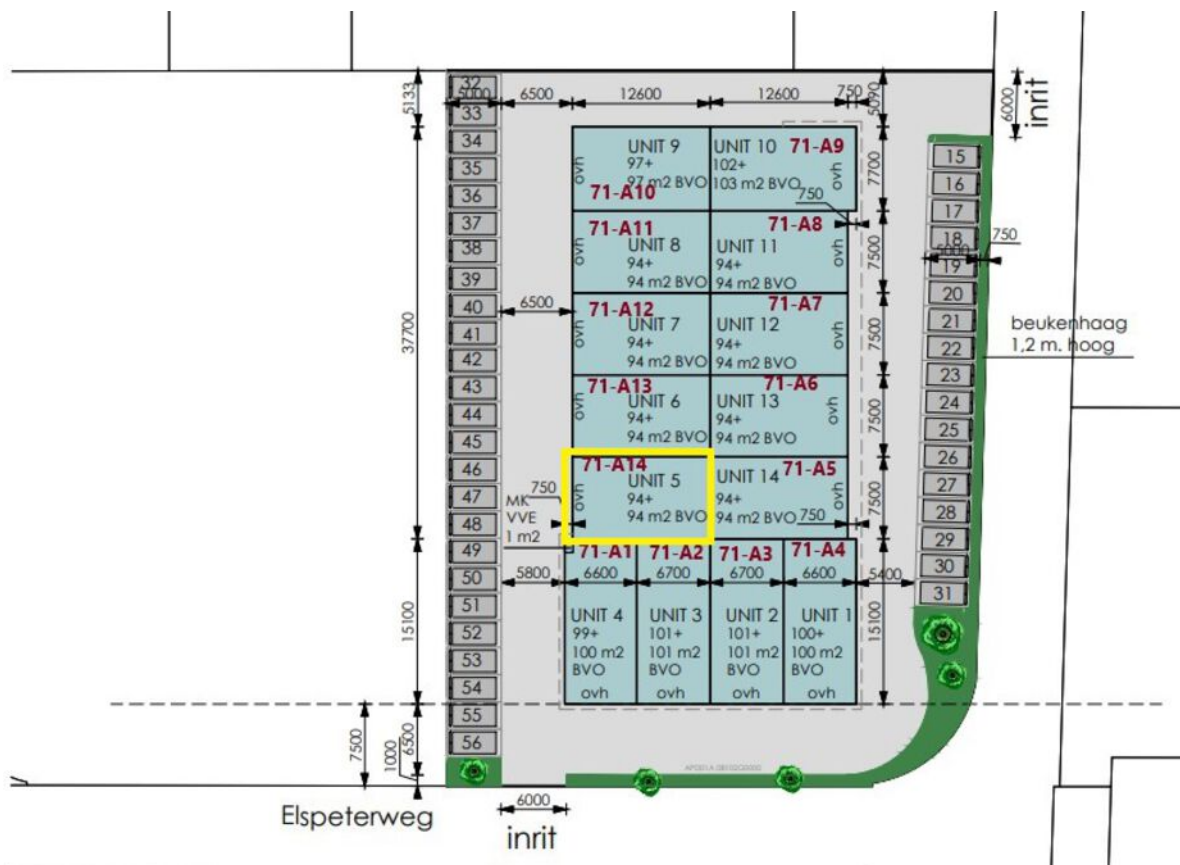 32
5000
6500
12600
12600
750
5133
5090
6000
inrit
33
34
35
36
37
38
39
40
41
42
43
44
45
46
47
48
49
50
51
52
53
54
55
56
UNIT 9
97+
97 m2 BVO
71-A10
ovh
UNIT 10
71-A9
102+
103 m2 BVO
ovh
750
7700
71-A11
UNIT 8
94+
94 m2 BVO
ovh
71-A8
UNIT 11
94+
94 m2 BVO
ovh
7500
6500
37700
71-A12
UNIT 7
94+
94 m2 BVO
ovh
71-A7
UNIT 12
94+
94 m2 BVO
ovh
7500
71-A13
UNIT 6
94+
94 m2 BVO
ovh
71-A6
UNIT 13
94+
94 m2 BVO
ovh
7500
71-A14
UNIT 5
94+
94 m2 BVO
ovh
71-A5
UNIT 14
94+
94 m2 BVO
ovh
750
7500
MK
VVE
1 m2
750
71-A1
71-A2
71-A3
71-A4
5800
6600
6700
6700
6600
5400
15100
15100
UNIT 4
99+
100 m2
BVO
ovh
UNIT 3
101+
101 m2
BVO
ovh
UNIT 2
101+
101 m2
BVO
ovh
UNIT 1
100+
100 m2
BVO
ovh
15
16
17
18
5000
750
19
20
21
22
23
24
25
26
27
28
29
30
31
beukenhaag
1,2 m. hoog
7500
1000
6500
6000
Elspeterweg
inrit